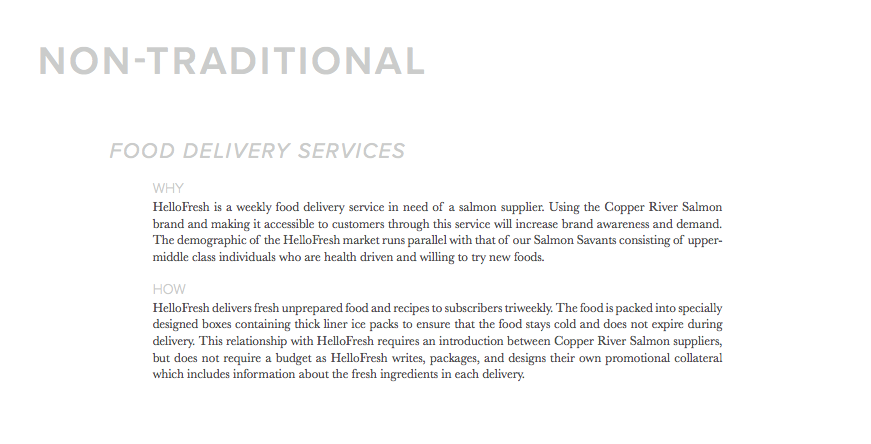 NON-TRADITIONAL
FOOD DELIVERY SERVICES
WHY
HelloFresh is a weekly food delivery service in need of a salmon supplier. Using the Copper River Salmon
brand and making it accessible to customers through this service will increase brand awareness and demand.
The demographic of the HelloFresh market runs parallel with that of our Salmon Savants consisting of upper-
middle class individuals who are health driven and willing to try new foods.
HOW
HelloFresh delivers fresh unprepared food and recipes to subscribers triweekly. The food is packed into specially
designed boxes containing thick liner ice packs to ensure that the food stays cold and does not expire during
delivery. This relationship with HelloFresh requires an introduction between Copper River Salmon suppliers,
but does not require a budget as HelloFresh writes, packages, and designs their own promotional collateral
which includes information about the fresh ingredients in each delivery.